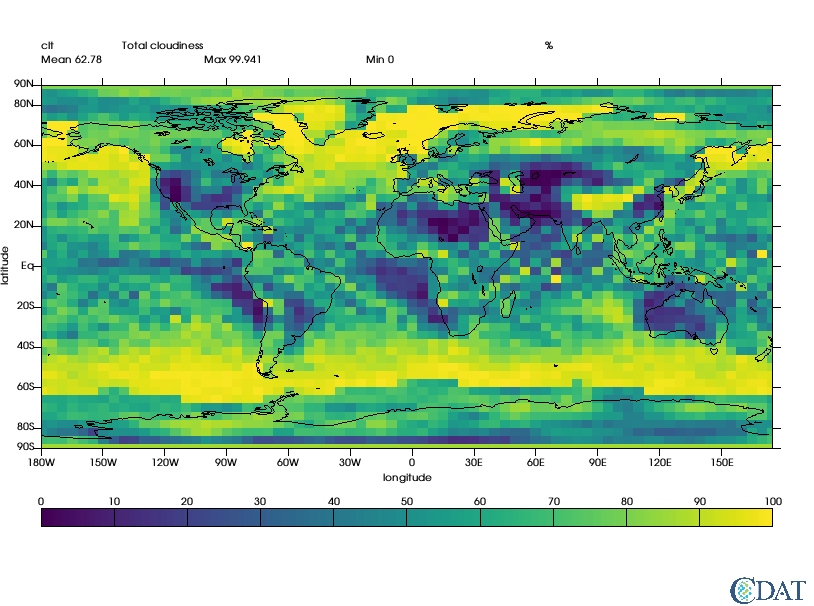 clt Total cloudiness %
Mean 62.78 Max 99.941 Min 0
90N
80N
60N
40N
20N
Eq
20S
40S
60S
80S
90S
latitude
180W 150W 120W 90W 60W 30W 0 30E 60E 90E 120E 150E
longitude
0 10 20 30 40 50 60 70 80 90 100
CDAT